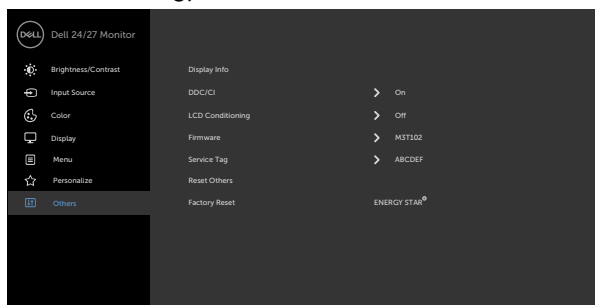 DELL Dell 24/27 Monitor
Brightness/Contrast Display Info
Input Source DDC/CI On
Color LCD Conditioning Off
Display Firmware M3T102
Menu Service Tag ABCDEF
Personalize Reset Others
Others Factory Reset ENERGY STAR®